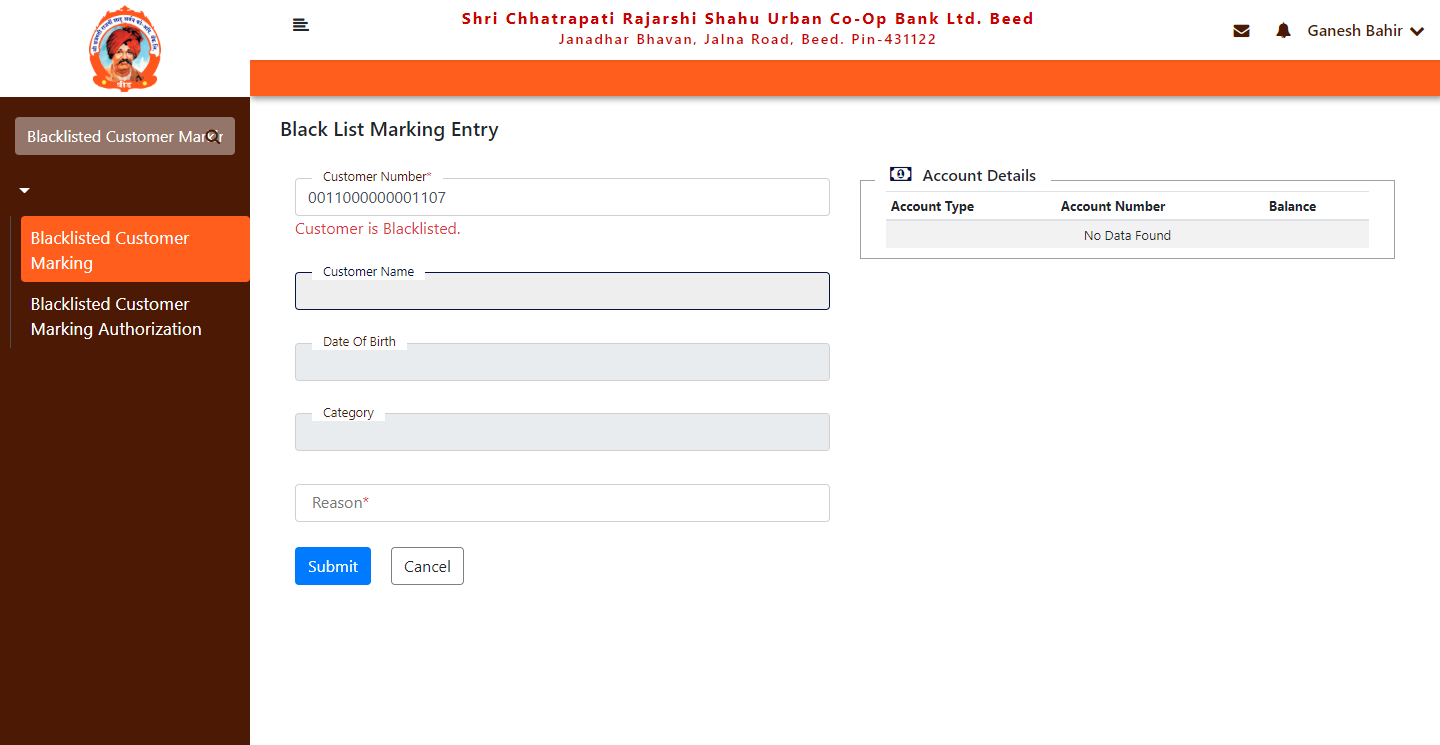 Shri Chhatrapati Rajarshi Shahu Urban Co-Op Bank Ltd. Beed
Janadhar Bhavan, Jalna Road, Beed. Pin-431122
Ganesh Bahir
बीड
Blacklisted Customer Mar
Blacklisted Customer
Marking
Blacklisted Customer
Marking Authorization
Black List Marking Entry
Customer Number*
0011000000001107
Customer is Blacklisted.
Customer Name
Date Of Birth
Category
Reason*
Submit
Cancel
Account Details
Account Type
Account Number
Balance
No Data Found